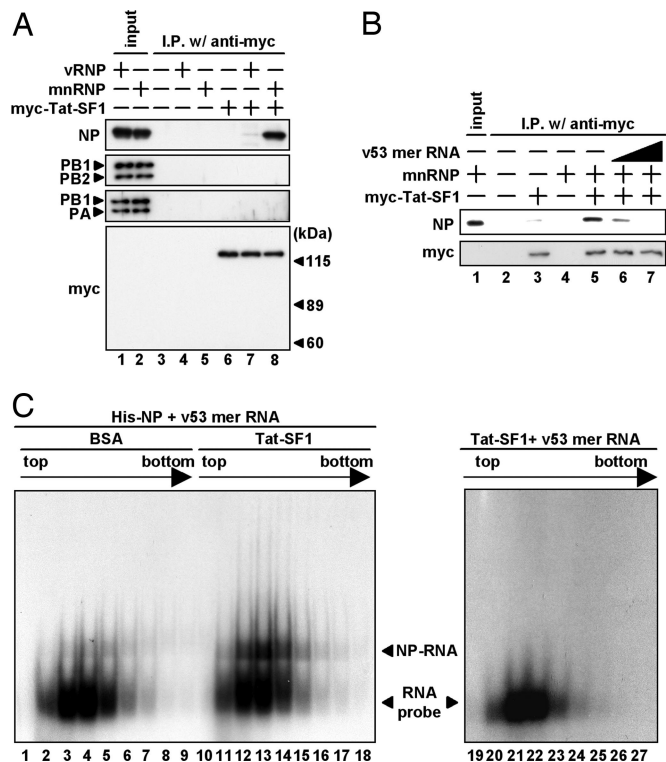 A
input
I.P. w/ anti-myc
vRNP + − − + − − + −
mnRNP − + − − + − − +
myc-Tat-SF1 − − − − − + + +
NP
PB1
PB2
PB1
PA
(kDa)
myc
115
89
60
1 2 3 4 5 6 7 8
B
input
I.P. w/ anti-myc
v53 mer RNA − − − − −
mnRNP + − − + + + +
myc-Tat-SF1 − − + − + + +
NP
myc
1 2 3 4 5 6 7
C
His-NP + v53 mer RNA
BSA Tat-SF1
top bottom top bottom
Tat-SF1+ v53 mer RNA
top bottom
NP-RNA
RNA
probe
1 2 3 4 5 6 7 8 9 10 11 12 13 14 15 16 17 18
19 20 21 22 23 24 25 26 27